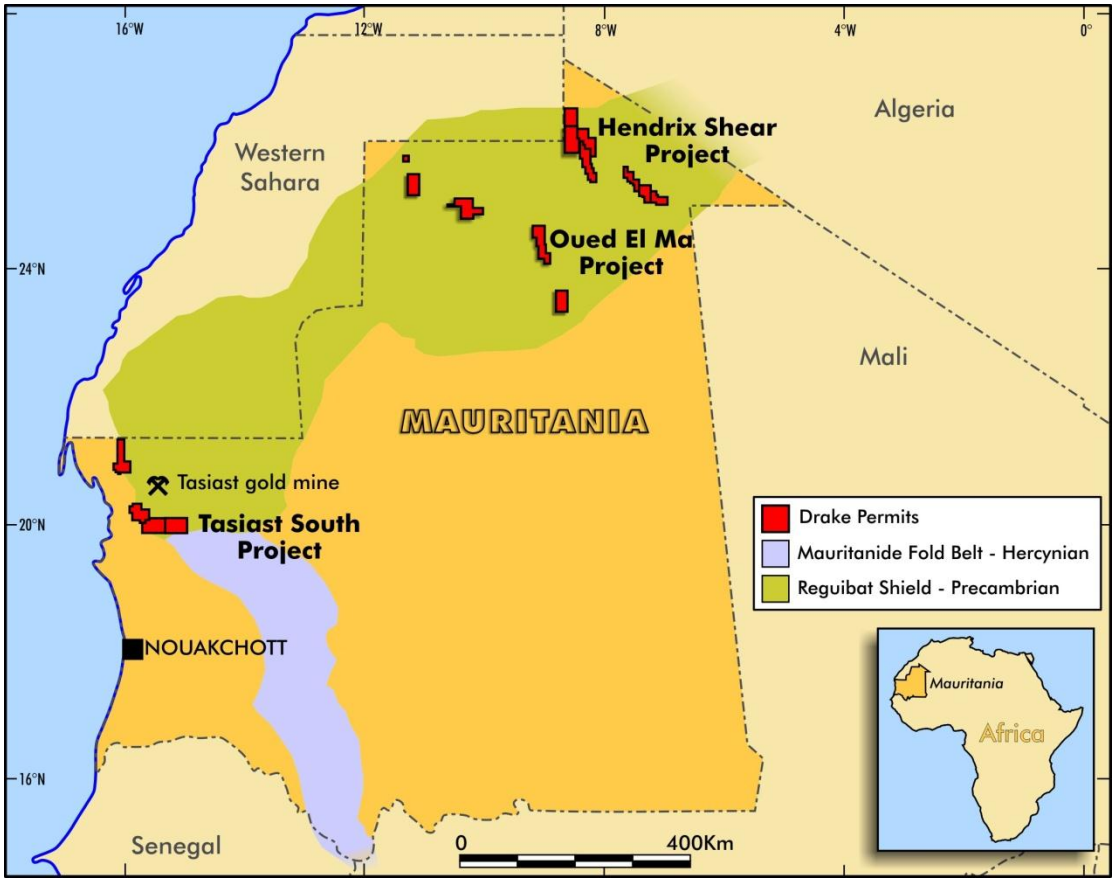 16°W
12°W
8°W
4°W
0°
Algeria
Hendrix Shear
Project
Western
Sahara
Oued El Ma
Project
24°N
Mali
MAURITANIA
Tasiast gold mine
20°N
Tasiast South
Project
Drake Permits
Mauritanide Fold Belt - Hercynian
Reguibat Shield - Precambrian
NOUAKCHOTT
Mauritania
Africa
16°N
Senegal
0
400Km